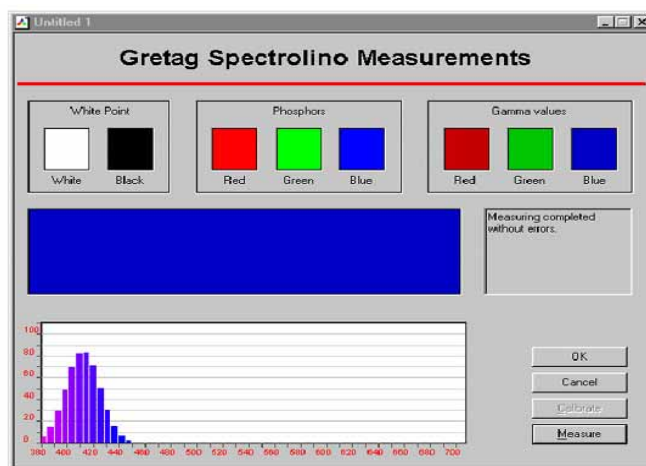 Untitled 1
Gretag Spectrolino Measurements
White Point
White Black
Phosphors
Red Green Blue
Gamma values
Red Green Blue
Measuring completed
without errors.
100
80
60
40
20
0
380 400 420 440 460 480 500 520 540 560 580 600 620 640 660 680 700
OK
Cancel
Calibrate
Measure